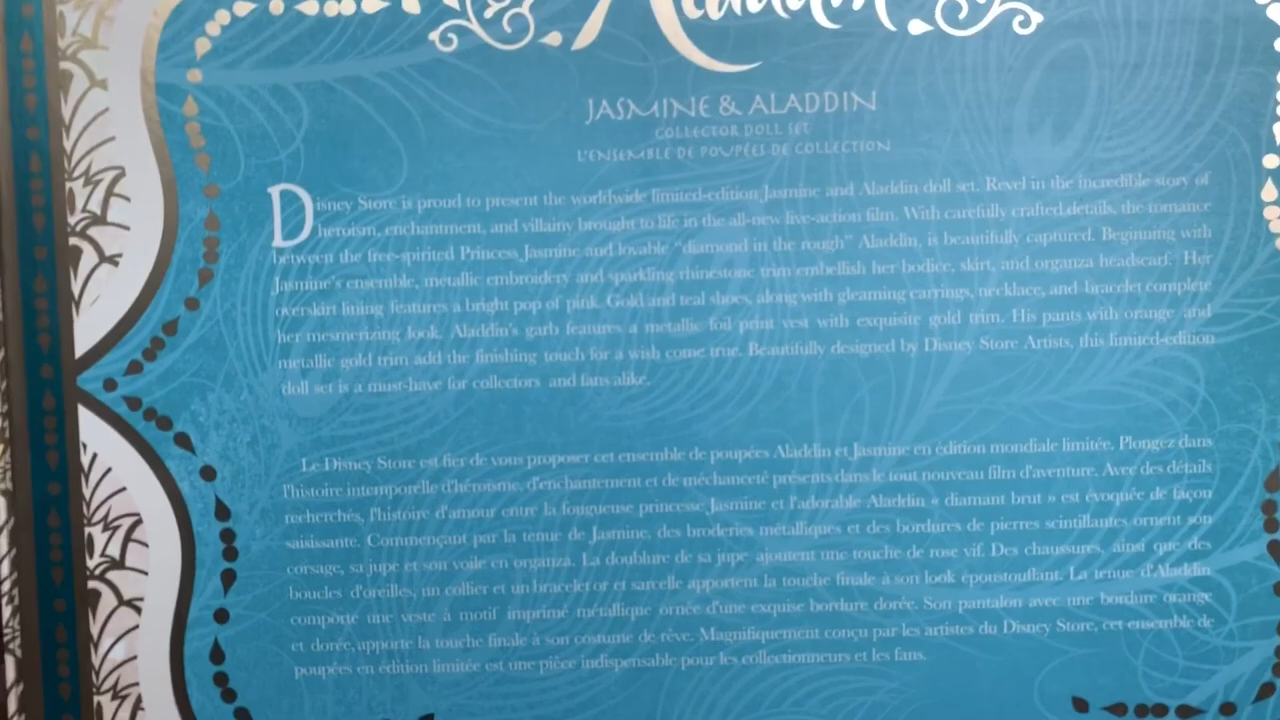 Aladdin
JASMINE & ALADDIN
COLLECTOR DOLL SET
L'ENSEMBLE DE POUPÉES DE COLLECTION
Disney Store is proud to present the worldwide limited-edition Jasmine and Aladdin doll set. Revel in the incredible story of
heroism, enchantment, and villainy brought to life in the all-new live-action film. With carefully crafted details, the romance
between the free-spirited Princess Jasmine and lovable "diamond in the rough" Aladdin, is beautifully captured. Beginning with
Jasmine's ensemble, metallic embroidery and sparkling rhinestone trim embellish her bodice, skirt, and organza headscarf. Her
overskirt lining features a bright pop of pink. Gold and teal shoes, along with gleaming earrings, necklace, and bracelet complete
her mesmerizing look. Aladdin's garb features a metallic foil print vest with exquisite gold trim. His pants with orange and
metallic gold trim add the finishing touch for a wish come true. Beautifully designed by Disney Store Artists, this limited-edition
doll set is a must-have for collectors and fans alike.
Le Disney Store est fier de vous proposer cet ensemble de poupées Aladdin et Jasmine en édition mondiale limitée. Plongez dans
l'histoire intemporelle d'héroïsme, d'enchantement et de méchanceté présents dans le tout nouveau film d'aventure. Avec des détails
recherchés, l'histoire d'amour entre la fougueuse princesse Jasmine et l'adorable Aladdin « diamant brut » est évoquée de façon
saisissante. Commençant par la tenue de Jasmine, des broderies métalliques et des bordures de pierres scintillantes ornent son
corsage, sa jupe et son voile en organza. La doublure de sa jupe ajoutent une touche de rose vif. Des chaussures, ainsi que des
boucles d'oreilles, un collier et un bracelet or et sarcelle apportent la touche finale à son look époustouflant. La tenue d'Aladdin
comporte une veste à motif imprimé métallique ornée d'une exquise bordure dorée. Son pantalon avec une bordure orange
et dorée, apporte la touche finale à son costume de rêve. Magnifiquement conçu par les artistes du Disney Store, cet ensemble de
poupées en édition limitée est une pièce indispensable pour les collectionneurs et les fans.